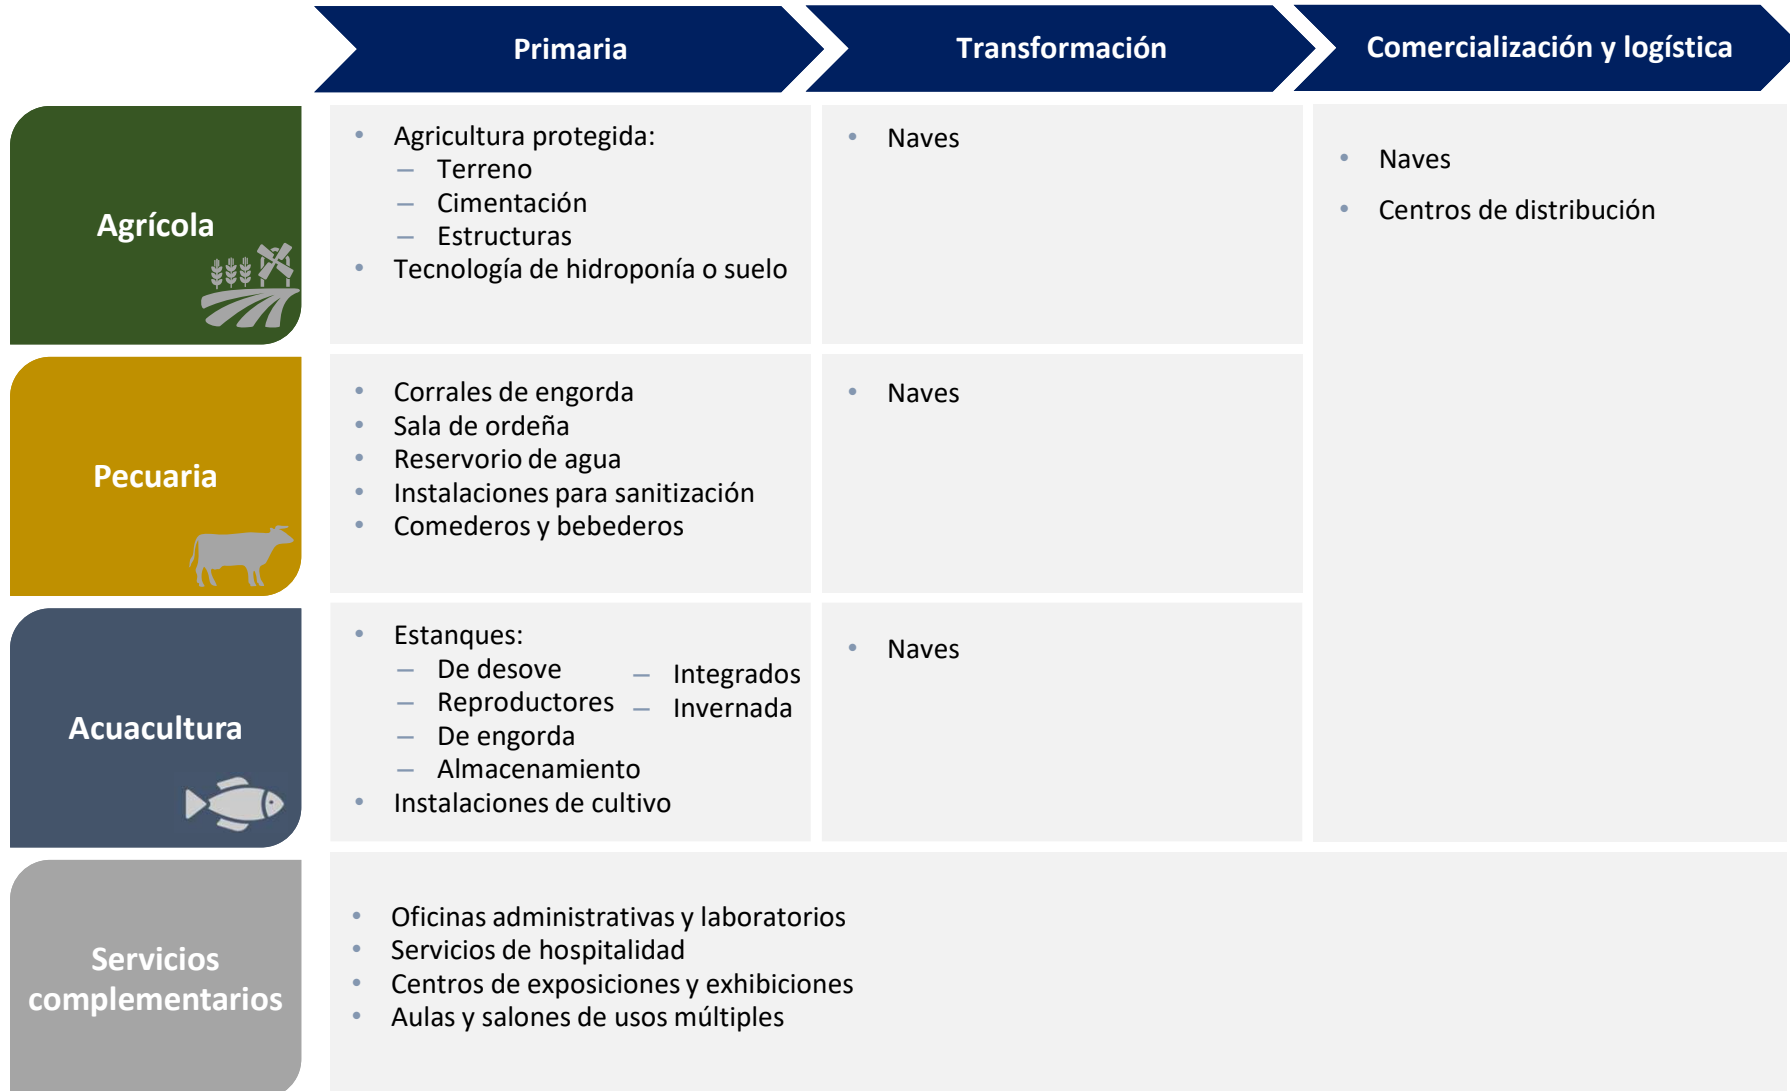 Primaria
Transformación
Comercialización y logística
Agrícola
• Agricultura protegida:
– Terreno
– Cimentación
– Estructuras
• Tecnología de hidroponía o suelo
• Naves
• Naves
• Centros de distribución
Pecuaria
• Corrales de engorda
• Sala de ordeña
• Reservorio de agua
• Instalaciones para sanitización
• Comederos y bebederos
• Naves
Acuacultura
• Estanques:
– De desove
– Reproductores
– De engorda
– Almacenamiento
– Integrados
– Invernada
• Instalaciones de cultivo
• Naves
Servicios
complementarios
• Oficinas administrativas y laboratorios
• Servicios de hospitalidad
• Centros de exposiciones y exhibiciones
• Aulas y salones de usos múltiples